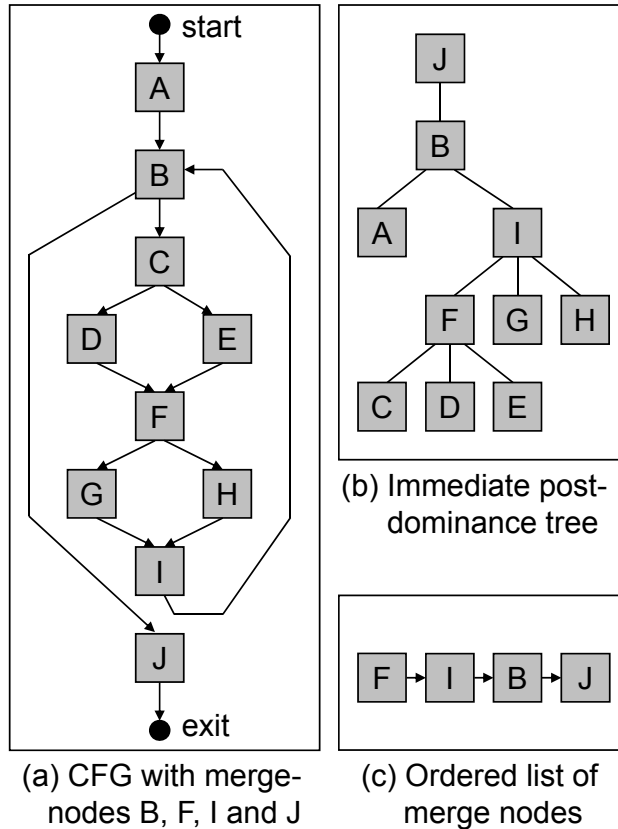 start
A
B
C
D E
F
G H
I
J
exit
(a) CFG with merge-
nodes B, F, I and J
J
B
A I
F G H
C D E
(b) Immediate post-
dominance tree
F I B J
(c) Ordered list of
merge nodes